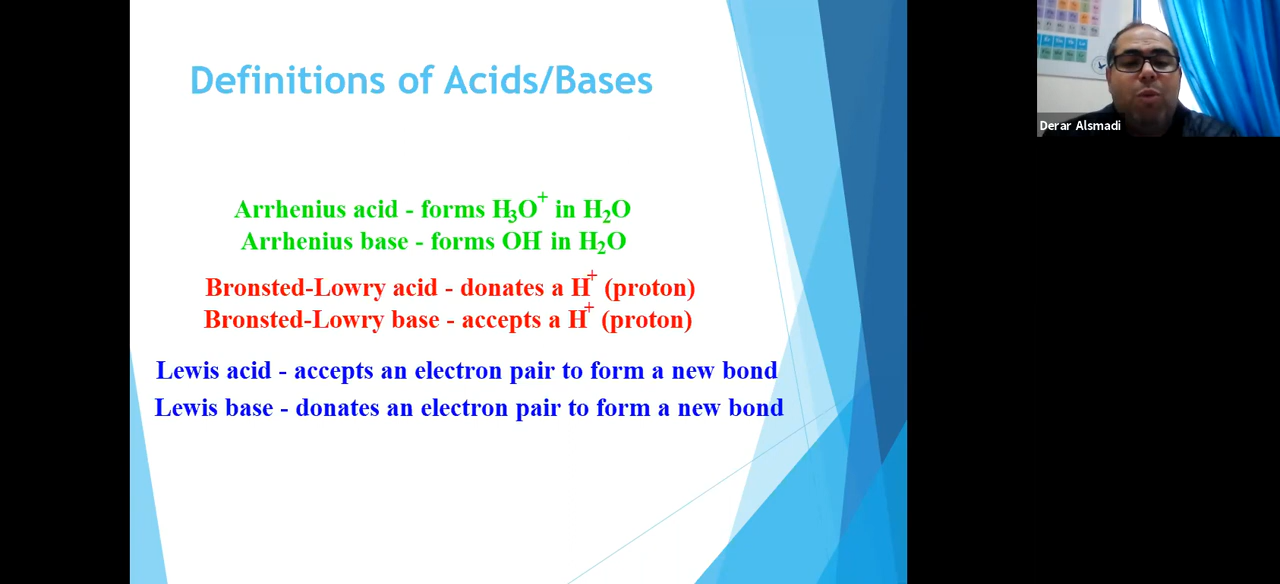 Definitions of Acids/Bases
Arrhenius acid - forms H₃O⁺ in H₂O
Arrhenius base - forms OH⁻ in H₂O
Bronsted-Lowry acid - donates a H⁺ (proton)
Bronsted-Lowry base - accepts a H⁺ (proton)
Lewis acid - accepts an electron pair to form a new bond
Lewis base - donates an electron pair to form a new bond
Derar Alsmadi